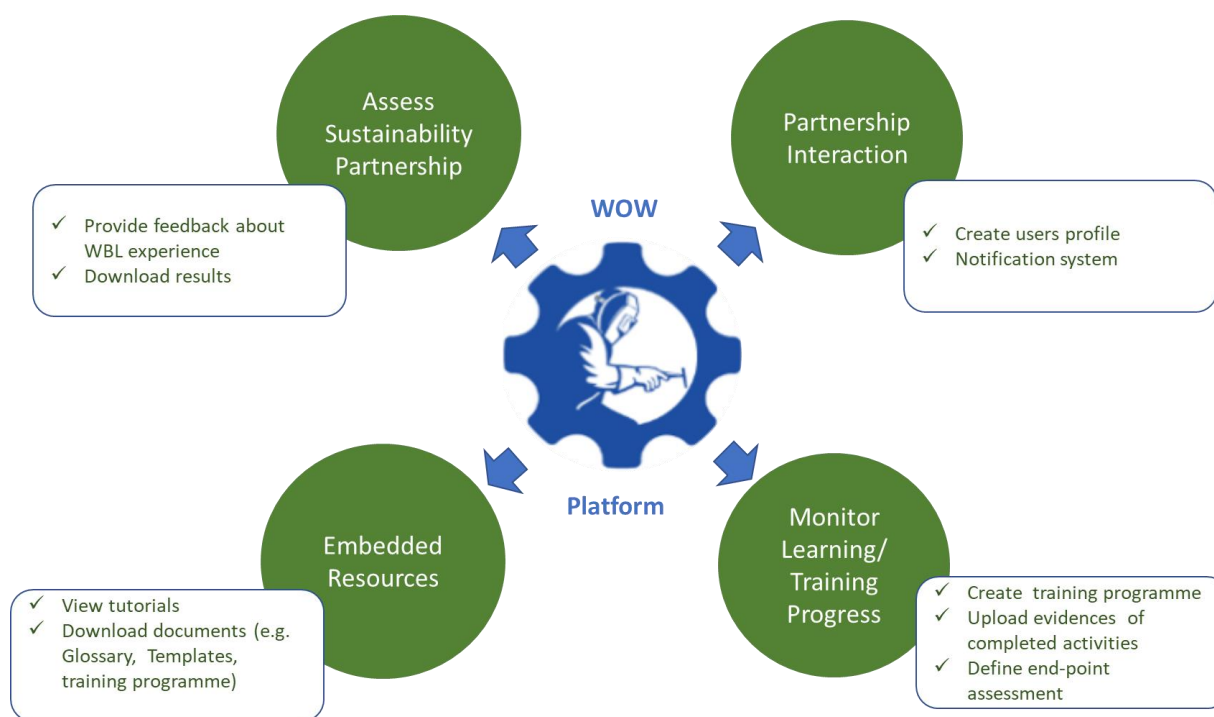 Assess
Sustainability
Partnership
✓ Provide feedback about
WBL experience
✓ Download results
Partnership
Interaction
✓ Create users profile
✓ Notification system
WOW
Platform
Embedded
Resources
✓ View tutorials
✓ Download documents (e.g.
Glossary, Templates,
training programme)
Monitor
Learning/
Training
Progress
✓ Create training programme
✓ Upload evidences of
completed activities
✓ Define end-point
assessment